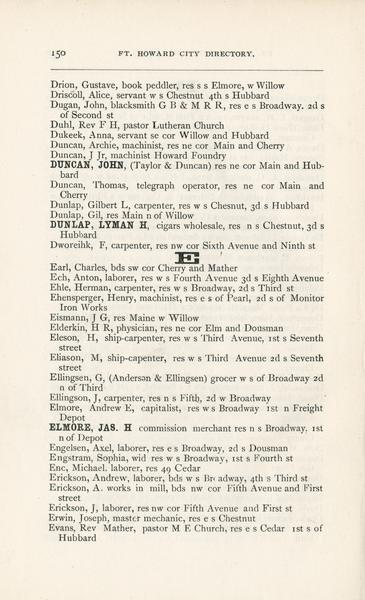 150 FT. HOWARD CITY DIRECTORY.
Drion, Gustave, book peddler, res s s Elmore, w Willow
Driscoll, Alice, servant w s Chestnut 4th s Hubbard
Dugan, John, blacksmith G B & M R R, res e s Broadway. 2d s
of Second st
Duhl, Rev F H, pastor Lutheran Church
Dukeek, Anna, servant se cor Willow and Hubbard
Duncan, Archie, machinist, res ne cor Main and Cherry
Duncan, J Jr, machinist Howard Foundry
DUNCAN, JOHN, (Taylor & Duncan) res ne cor Main and Hub-
bard
Duncan, Thomas, telegraph operator, res ne cor Main and
Cherry
Dunlap, Gilbert L, carpenter, res w s Chesnut, 3d s Hubbard
Dunlap, Gil, res Main n of Willow
DUNLAP, LYMAN H, cigars wholesale, res n s Chestnut, 3d s
Hubbard
Dworeihk, F, carpenter, res nw cor Sixth Avenue and Ninth st
E
Earl, Charles, bds sw cor Cherry and Mather
Ech, Anton, laborer, res w s Fourth Avenue 3d s Eighth Avenue
Ehle, Herman, carpenter, res w s Broadway, 2d s Third st
Ehensperger, Henry, machinist, res e s of Pearl, 2d s of Monitor
Iron Works
Eismann, J G, res Maine w Willow
Elderkin, H R, physician, res ne cor Elm and Dousman
Eleson, H, ship-carpenter, res w s Third Avenue, 1st s Seventh
street
Eliason, M, ship-capenter, res w s Third Avenue 2d s Seventh
street
Ellingsen, G, (Anderson & Ellingsen) grocer w s of Broadway 2d
n of Third
Ellingson, J, carpenter, res n s Fifth, 2d w Broadway
Elmore, Andrew E, capitalist, res w s Broadway 1st n Freight
Depot
ELMORE, JAS. H commission merchant res n s Broadway, 1st
n of Depot
Engelsen, Axel, laborer, res e s Broadway, 2d s Dousman
Engstram, Sophia, wid res w s Broadway, 1st s Fourth st
Enc, Michael. laborer, res 49 Cedar
Erickson, Andrew, laborer, bds w s Broadway, 4th s Third st
Erickson, A. works in mill, bds nw cor Fifth Avenue and First
street
Erickson, J, laborer, res nw cor Fifth Avenue and First st
Erwin, Joseph, master mechanic, res e s Chestnut
Evans, Rev Mather, pastor M E Church, res e s Cedar 1st s of
Hubbard